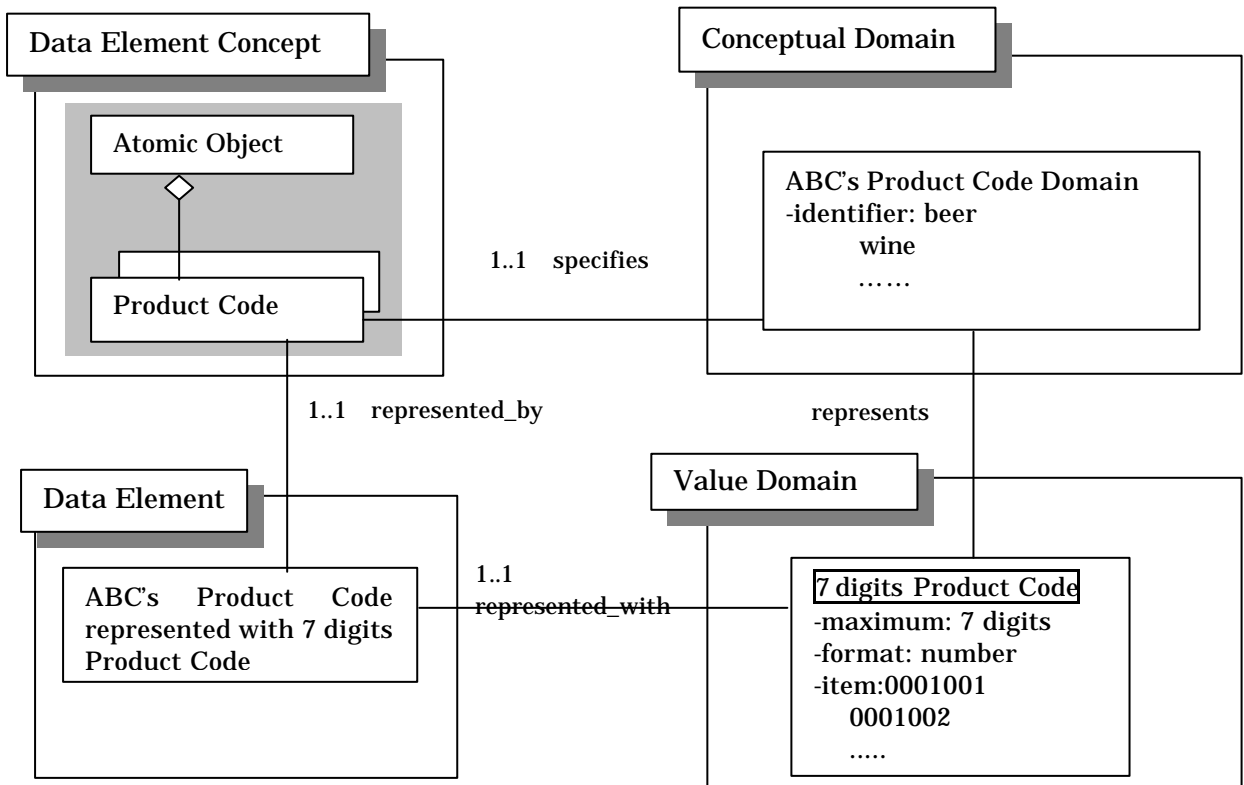 Data Element Concept
Atomic Object
Product Code
Conceptual Domain
ABC's Product Code Domain
-identifier: beer
wine
......
1..1 specifies
1..1 represented_by
represents
Data Element
ABC's Product Code
represented with 7 digits
Product Code
1..1
represented_with
Value Domain
7 digits Product Code
-maximum: 7 digits
-format: number
-item:0001001
0001002
.....